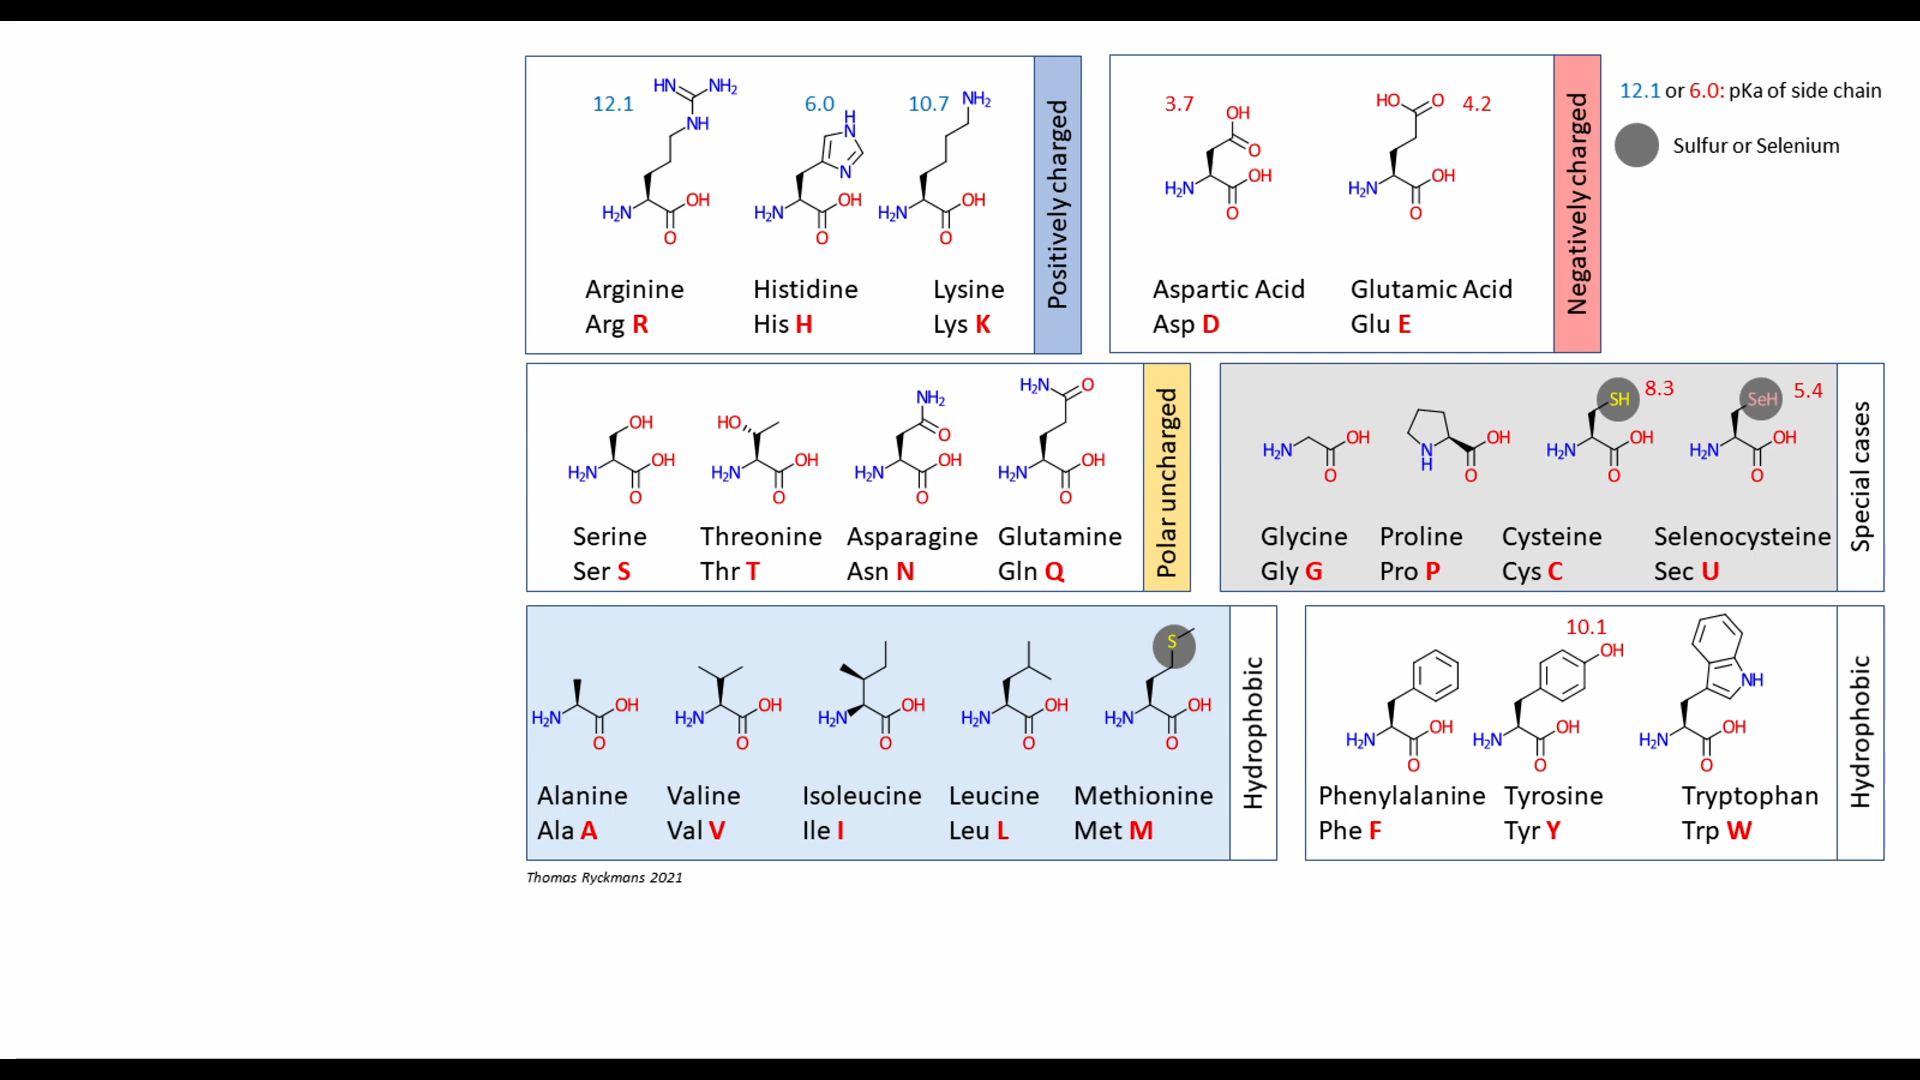 12.1 HN NH₂ NH H₂N OH O
6.0 H N N H₂N OH O
10.7 NH₂ H₂N OH O
Arginine Histidine Lysine
Arg R His H Lys K
Positively charged
3.7 OH O H₂N OH O
HO O 4.2 H₂N OH O
Aspartic Acid Glutamic Acid
Asp D Glu E
Negatively charged
12.1 or 6.0: pKa of side chain
Sulfur or Selenium
OH H₂N OH O
HO H₂N OH O
NH₂ O H₂N OH O
H₂N O H₂N OH O
Serine Threonine Asparagine Glutamine
Ser S Thr T Asn N Gln Q
Polar uncharged
H₂N OH O
N H OH O
SH 8.3 H₂N OH O
SeH 5.4 H₂N OH O
Glycine Proline Cysteine Selenocysteine
Gly G Pro P Cys C Sec U
Special cases
H₂N OH O
H₂N OH O
H₂N OH O
H₂N OH O
S H₂N OH O
Alanine Valine Isoleucine Leucine Methionine
Ala A Val V Ile I Leu L Met M
Hydrophobic
H₂N OH O
10.1 OH H₂N OH O
NH H₂N OH O
Phenylalanine Tyrosine Tryptophan
Phe F Tyr Y Trp W
Hydrophobic
Thomas Ryckmans 2021